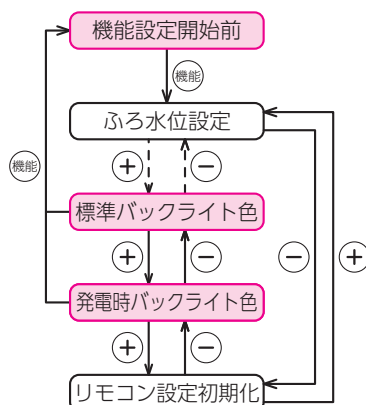 機能設定開始前
機能
ふろ水位設定
+ −
機能
標準バックライト色
+ − − +
発電時バックライト色
+ −
リモコン設定初期化